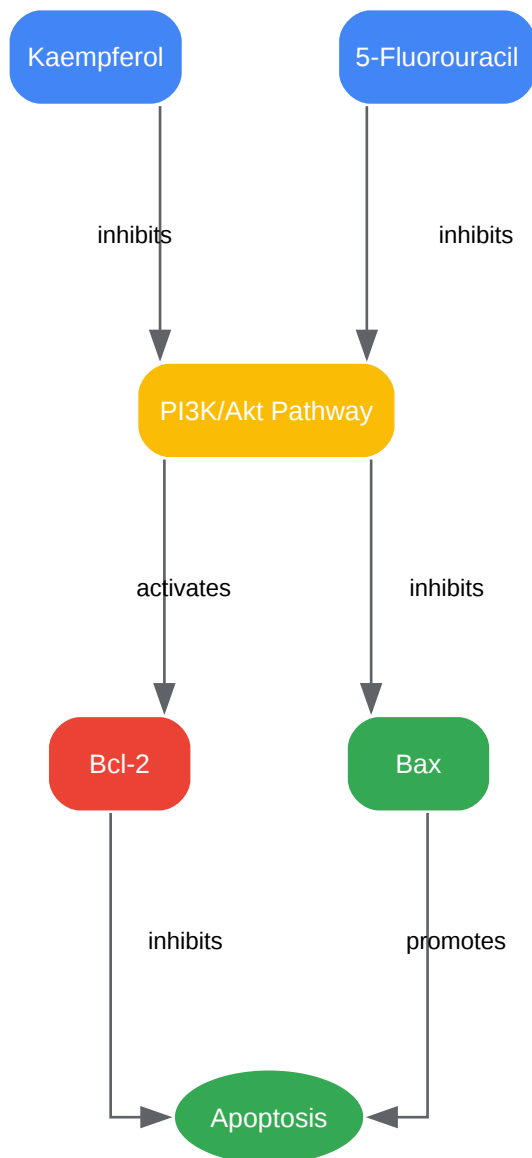 Kaempferol
5-Fluorouracil
inhibits
inhibits
PI3K/Akt Pathway
activates
inhibits
Bcl-2
Bax
inhibits
promotes
Apoptosis